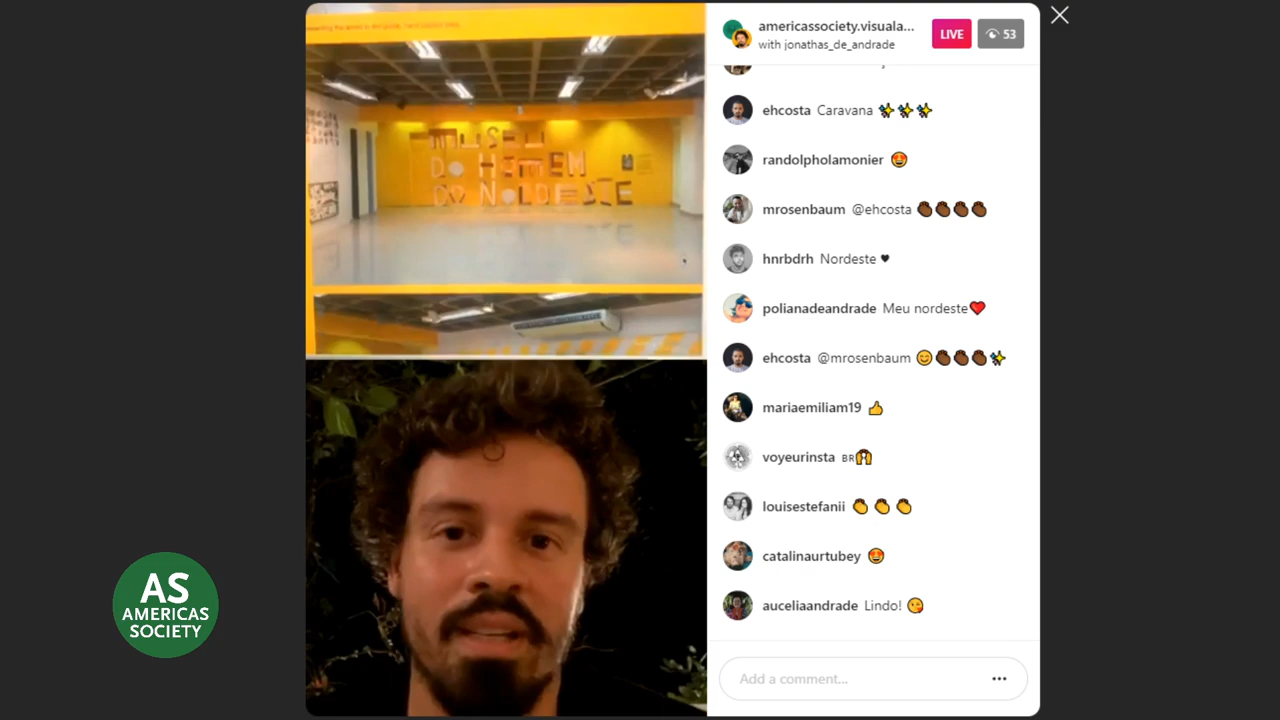 MUSEU
DO HOMEM
DO NORDESTE
AS
AMERICAS
SOCIETY
americassociety.visuala...
with jonathas_de_andrade
LIVE
53
ehcosta Caravana ✨✨✨
randolpholamonier 🤩
mrosenbaum @ehcosta 👏🏾👏🏾👏🏾👏🏾
hnrbdrh Nordeste ♥
polianadeandrade Meu nordeste❤️
ehcosta @mrosenbaum 😊👏🏾👏🏾👏🏾✨
mariaemiliam19 👍
voyeurinsta BR🙌
louisestefanii 👏 👏 👏
catalinaurtubey 🤩
auceliaandrade Lindo! 😘
Add a comment...